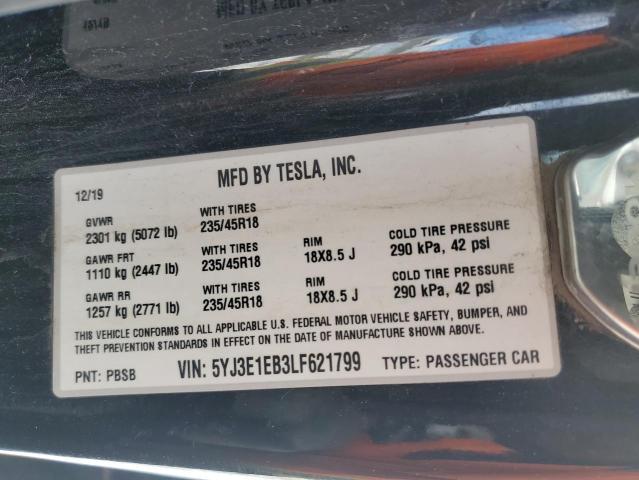 MFD BY TESLA, INC.
12/19
GVWR
2301 kg (5072 lb)
WITH TIRES
235/45R18
GAWR FRT
1110 kg (2447 lb)
WITH TIRES
235/45R18
RIM
18X8.5 J
COLD TIRE PRESSURE
290 kPa, 42 psi
GAWR RR
1257 kg (2771 lb)
WITH TIRES
235/45R18
RIM
18X8.5 J
COLD TIRE PRESSURE
290 kPa, 42 psi
THIS VEHICLE CONFORMS TO ALL APPLICABLE U.S. FEDERAL MOTOR VEHICLE SAFETY, BUMPER, AND
THEFT PREVENTION STANDARDS IN EFFECT ON THE DATE OF MANUFACTURE SHOWN ABOVE.
PNT: PBSB
VIN: 5YJ3E1EB3LF621799
TYPE: PASSENGER CAR